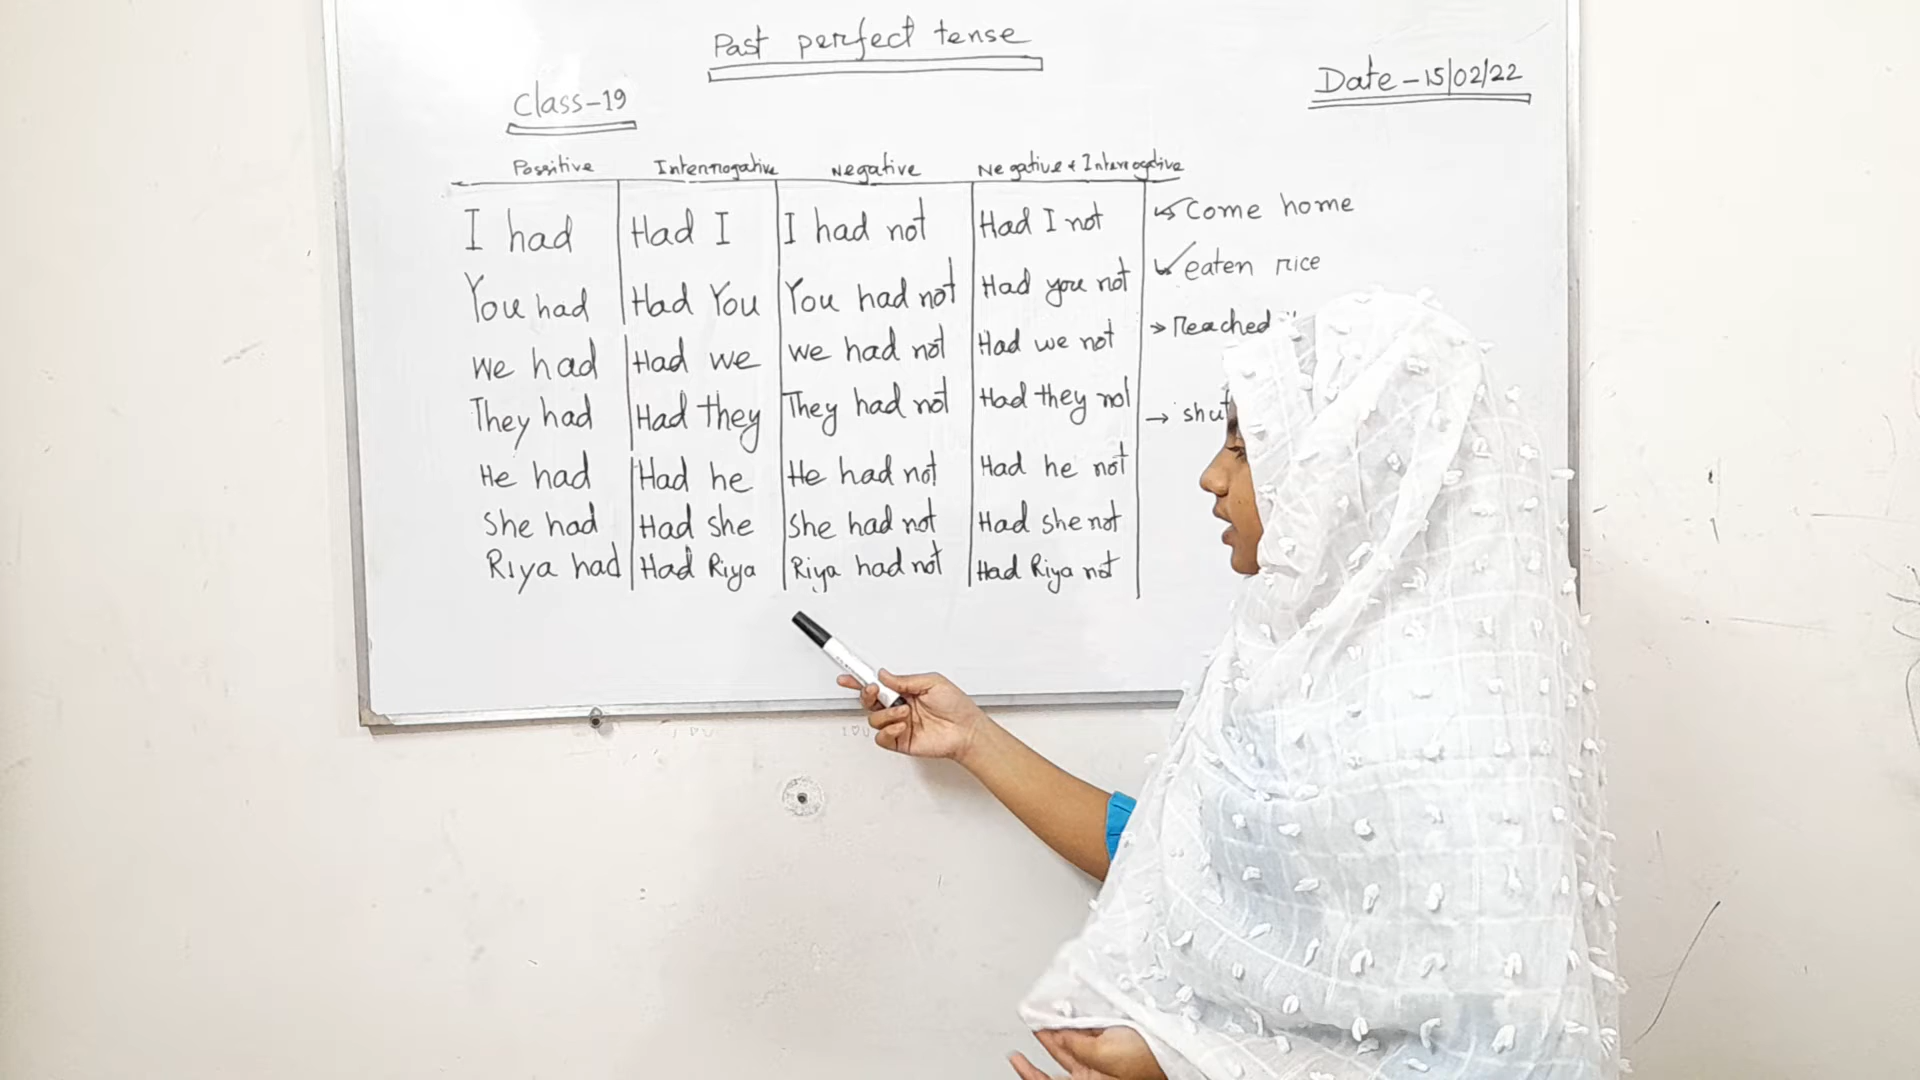 Past perfect tense
Class-19
Date-15/02/22
Possitive Interrogative Negative Negative + Interrogative
I had Had I I had not Had I not Come home
You had Had You You had not Had you not eaten rice
We had Had we we had not Had we not Reached
They had Had they They had not Had they not shut
He had Had he He had not Had he not
She had Had she She had not Had she not
Riya had Had Riya Riya had not Had Riya not